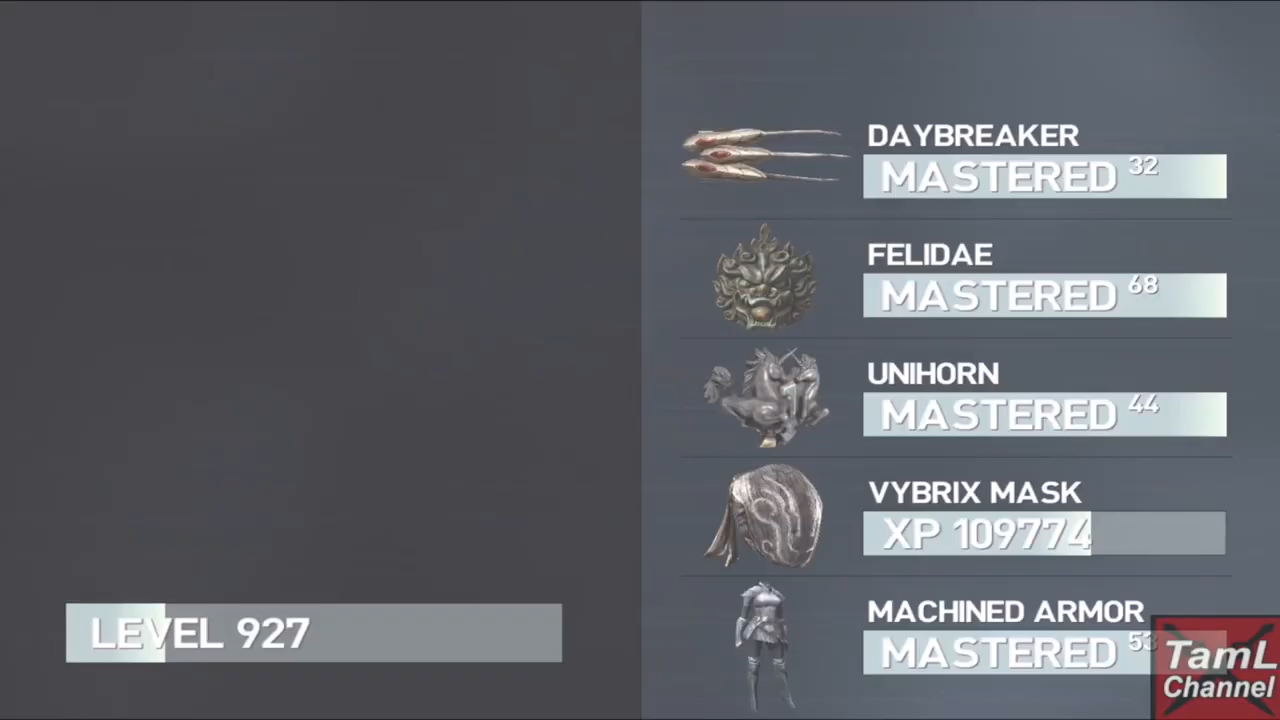 DAYBREAKER
MASTERED 32
FELIDAE
MASTERED 68
UNIHORN
MASTERED 44
VYBRIX MASK
XP 109774
MACHINED ARMOR
MASTERED 53
LEVEL 927
TamL
Channel